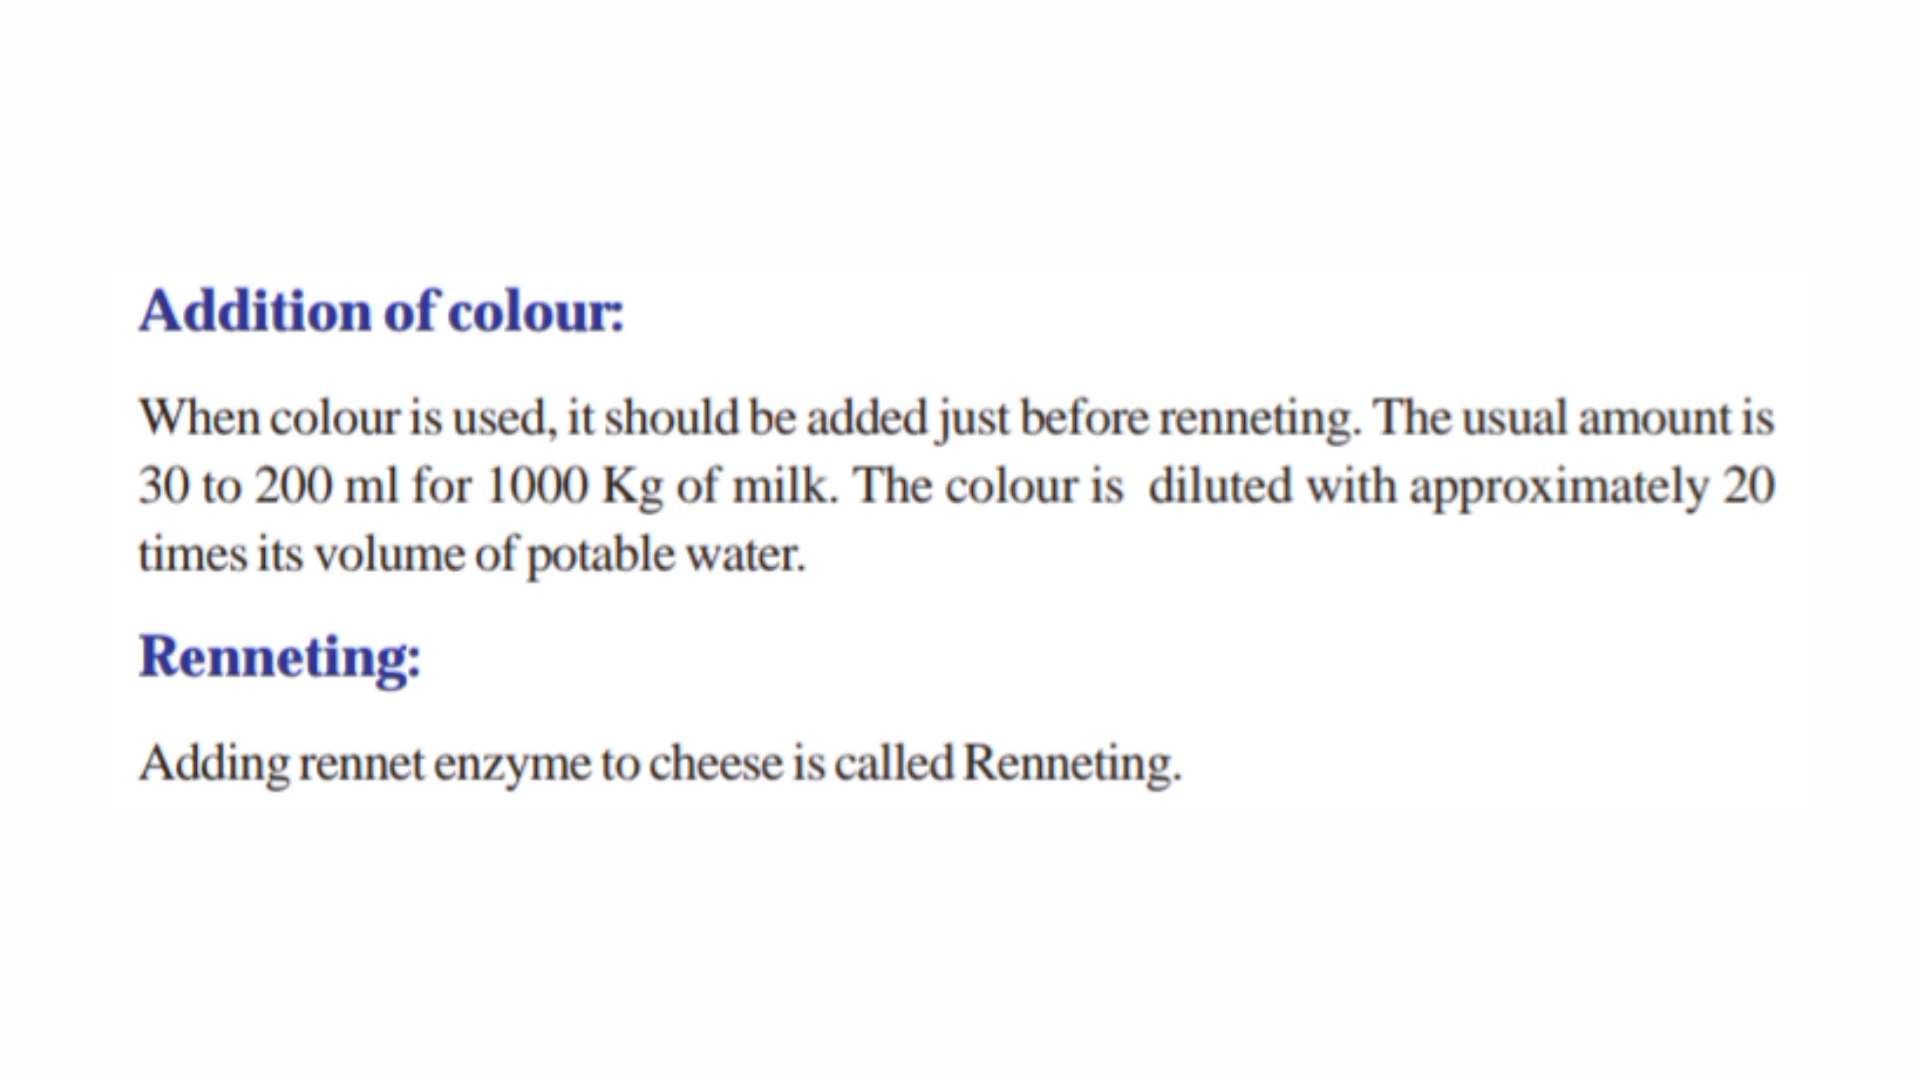 Addition of colour:
When colour is used, it should be added just before renneting. The usual amount is
30 to 200 ml for 1000 Kg of milk. The colour is diluted with approximately 20
times its volume of potable water.
Renneting:
Adding rennet enzyme to cheese is called Renneting.